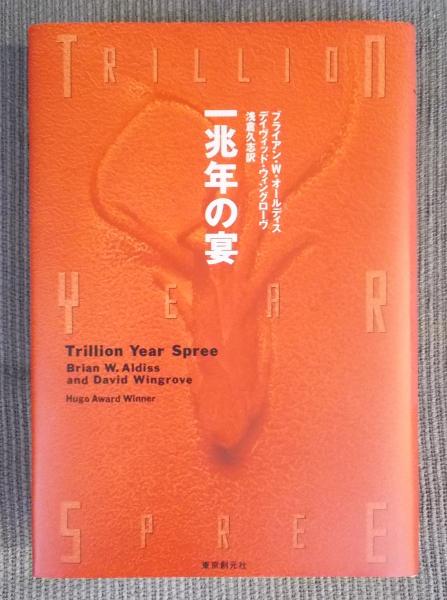 TRILLION
ブライアン・W・オールディス
デイヴィッド・ウィングローヴ
浅倉久志訳
一兆年の宴
YEAR
Trillion Year Spree
Brian W. Aldiss
and David Wingrove
Hugo Award Winner
SPREE
東京創元社